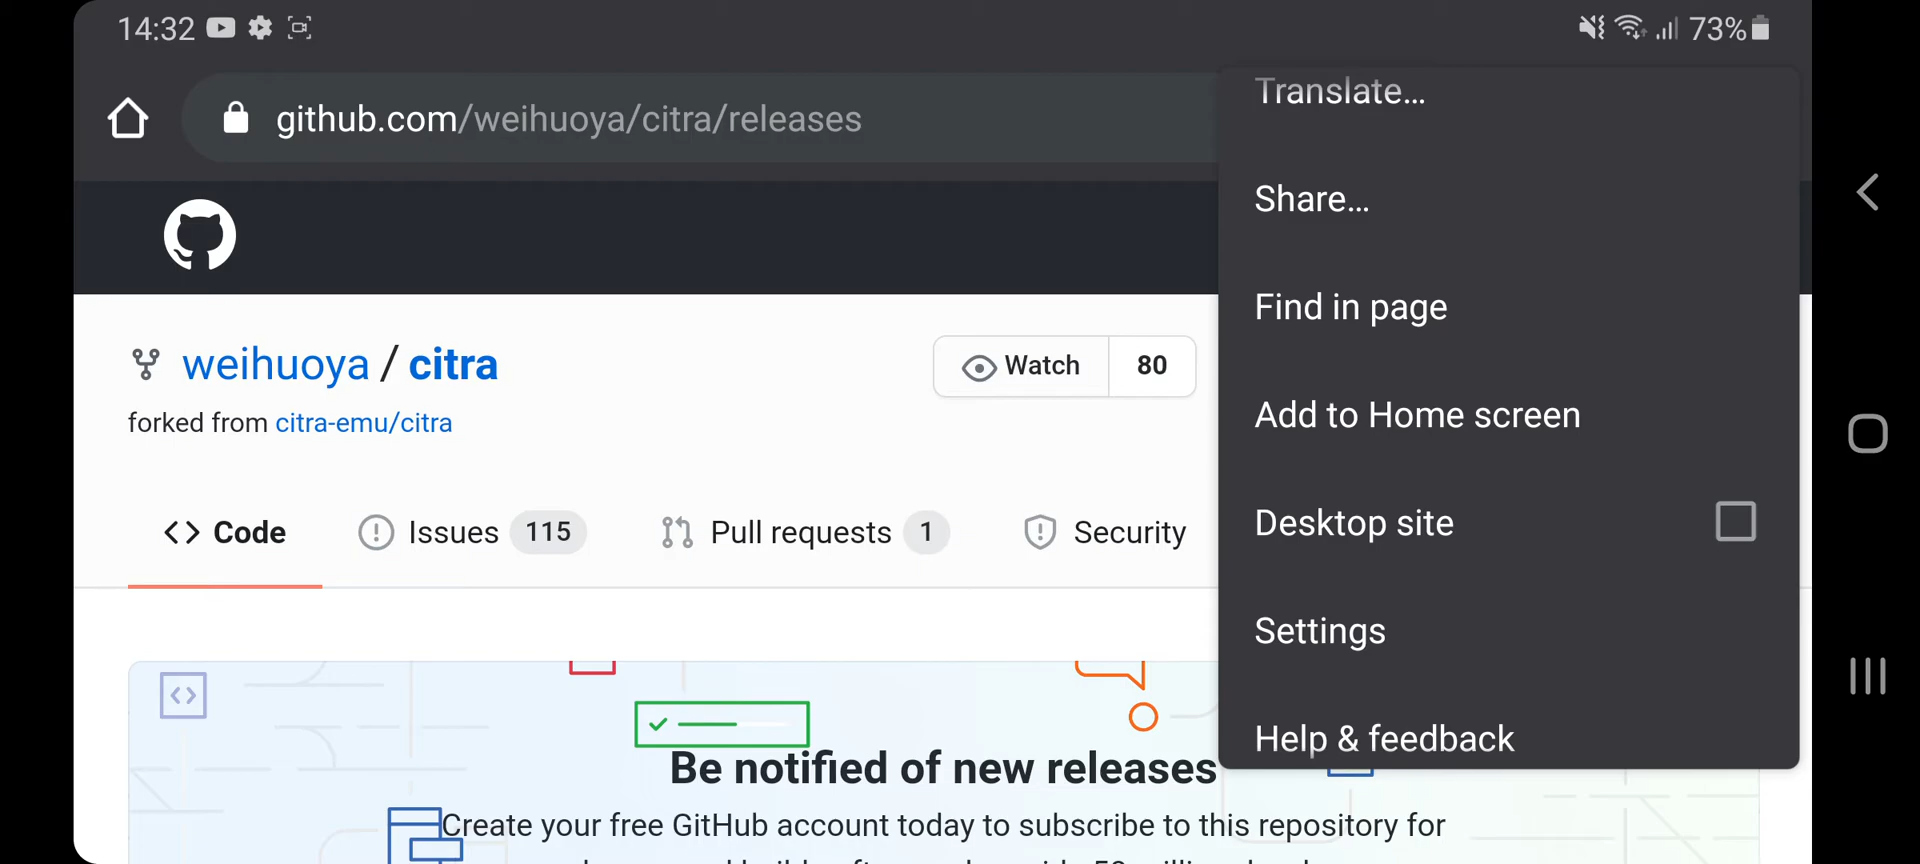 14:32
73%
github.com/weihuoya/citra/releases
Translate...
Share...
Find in page
Add to Home screen
Desktop site
Settings
Help & feedback
weihuoya / citra
Watch 80
forked from citra-emu/citra
Code Issues 115 Pull requests 1 Security
Be notified of new releases
Create your free GitHub account today to subscribe to this repository for